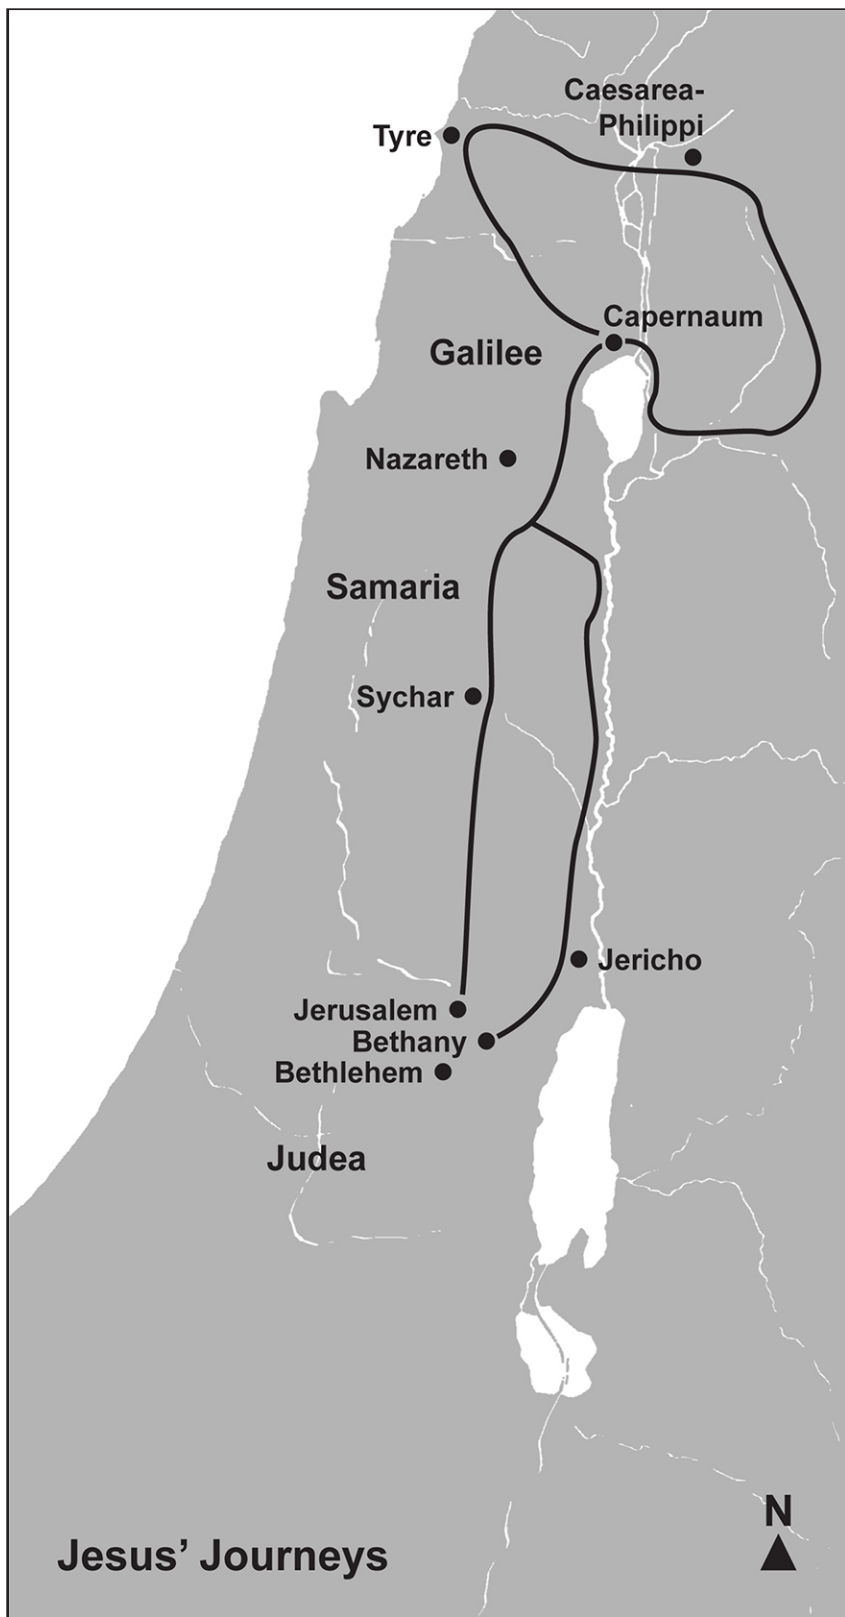 Caesarea-
Philippi
Tyre
Capernaum
Galilee
Nazareth
Samaria
Sychar
Jericho
Jerusalem
Bethany
Bethlehem
Judea
N
Jesus’ Journeys